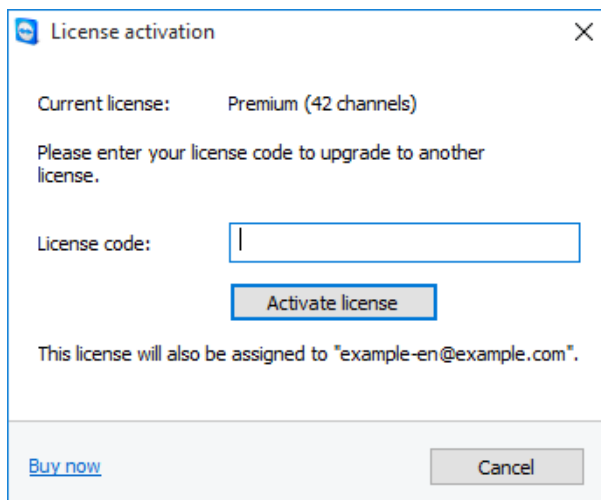 License activation
Current license: Premium (42 channels)
Please enter your license code to upgrade to another
license.
License code:
Activate license
This license will also be assigned to "example-en@example.com".
Buy now Cancel